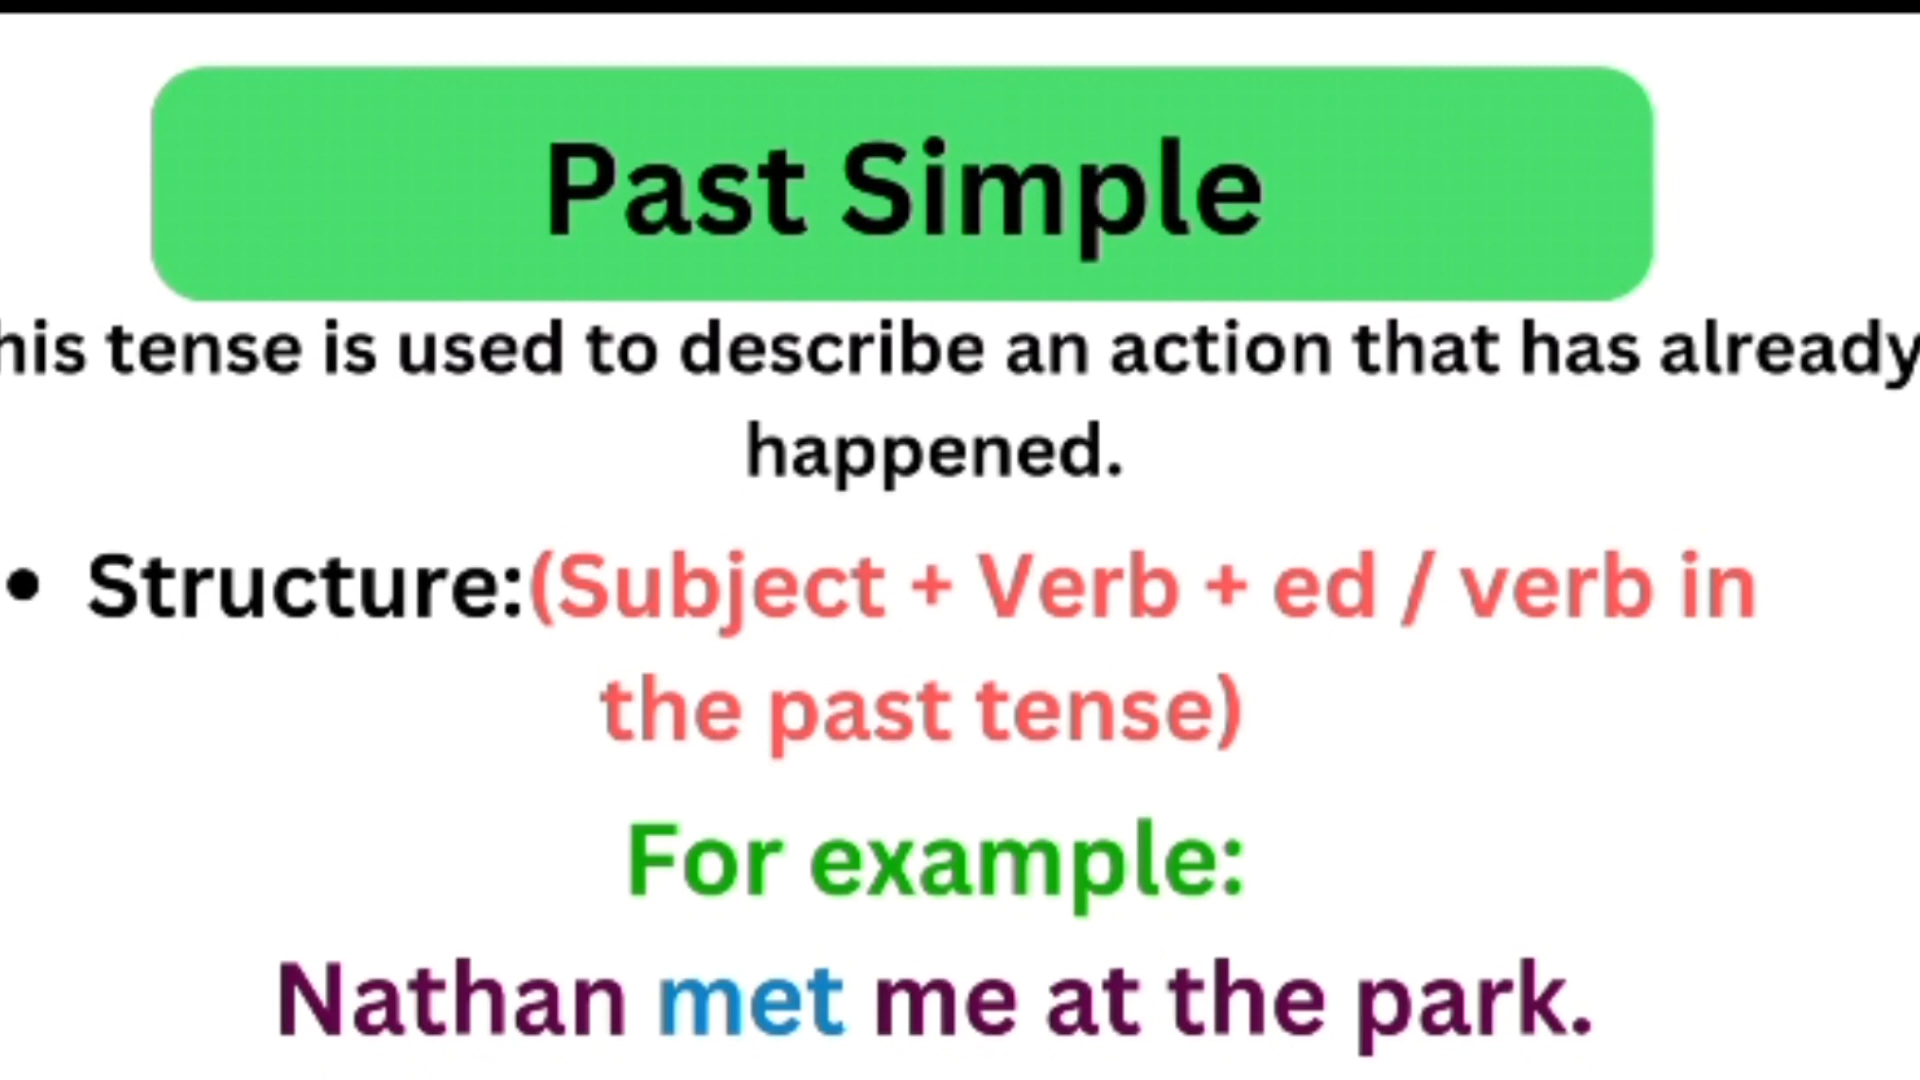 Past Simple
his tense is used to describe an action that has already
happened.
• Structure:(Subject + Verb + ed / verb in
the past tense)
For example:
Nathan met me at the park.